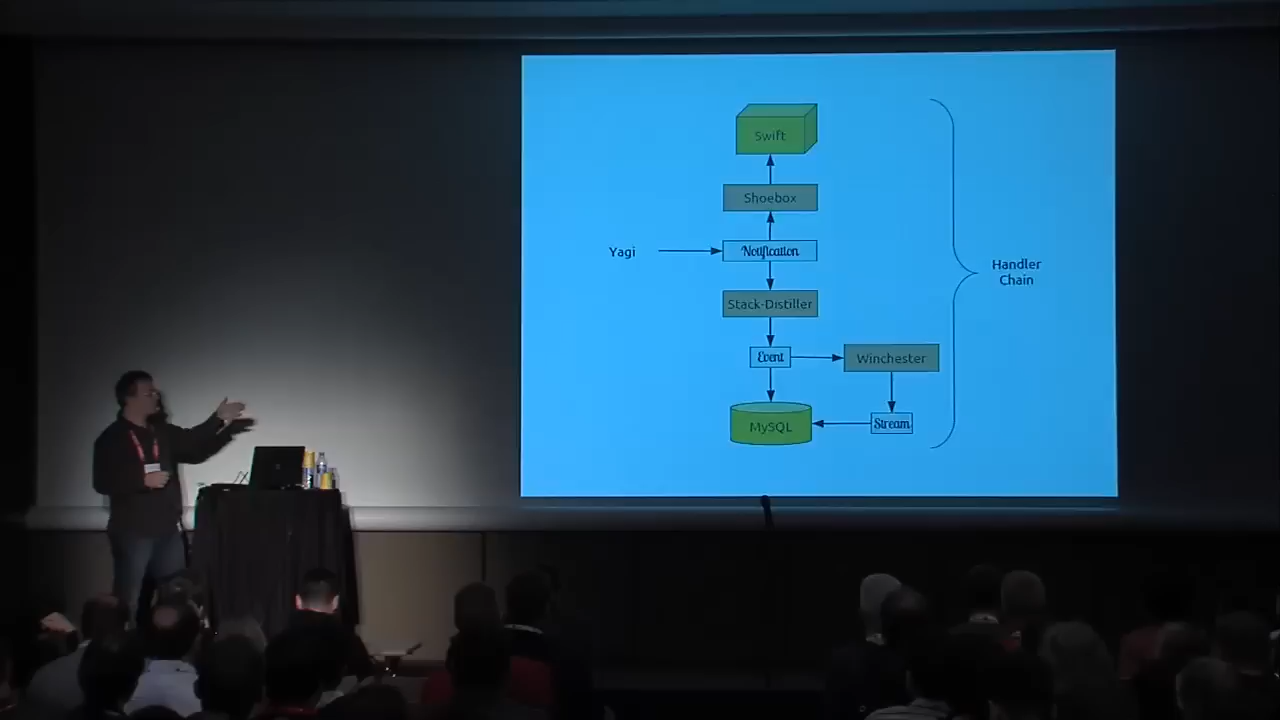 Swift
Shoebox
Yagi
Notification
Handler
Chain
Stack-Distiller
Event
Winchester
MySQL
Stream